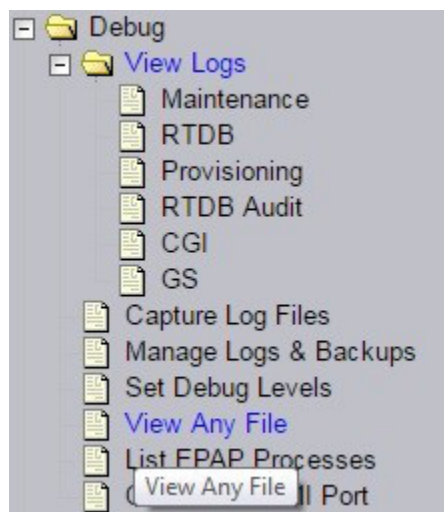 Debug
View Logs
Maintenance
RTDB
Provisioning
RTDB Audit
CGI
GS
Capture Log Files
Manage Logs & Backups
Set Debug Levels
View Any File
List EPAP Processes
View Any File
Port